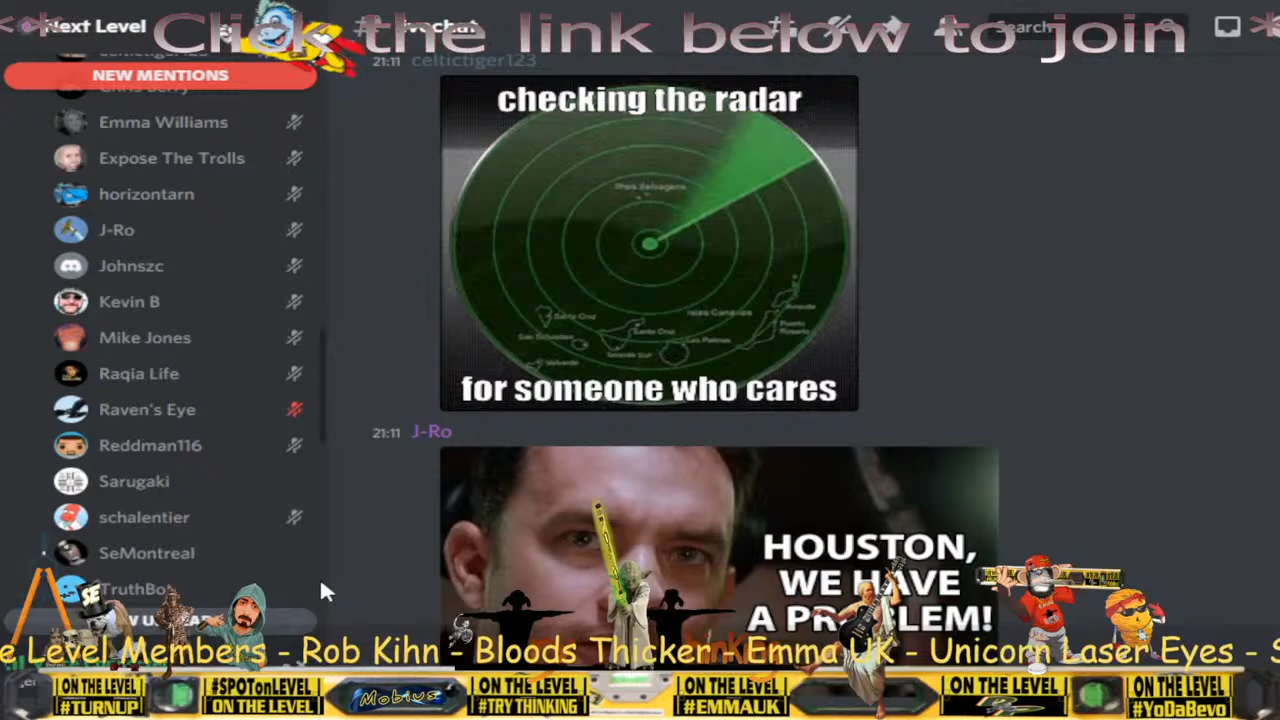 ** Click the link below to join *
Next Level
Search
NEW MENTIONS
Emma Williams
Expose The Trolls
horizontarn
J-Ro
Johnszc
Kevin B
Mike Jones
Raqia Life
Raven's Eye
Reddman116
Sarugaki
schalentier
SeMontreal
TruthBot
21:11 celtictiger123
checking the radar
for someone who cares
21:11 J-Ro
HOUSTON,
WE HAVE
A PROBLEM!
e Level Members - Rob Kihn - Bloods Thicker - Emma UK - Unicorn Laser Eyes - S
ON THE LEVEL
#TURNUP
#SPOTonLEVEL
ON THE LEVEL
Mobius
ON THE LEVEL
#TRY THINKING
ON THE LEVEL
#EMMAUK
ON THE LEVEL
ON THE LEVEL
#YoDaBevo